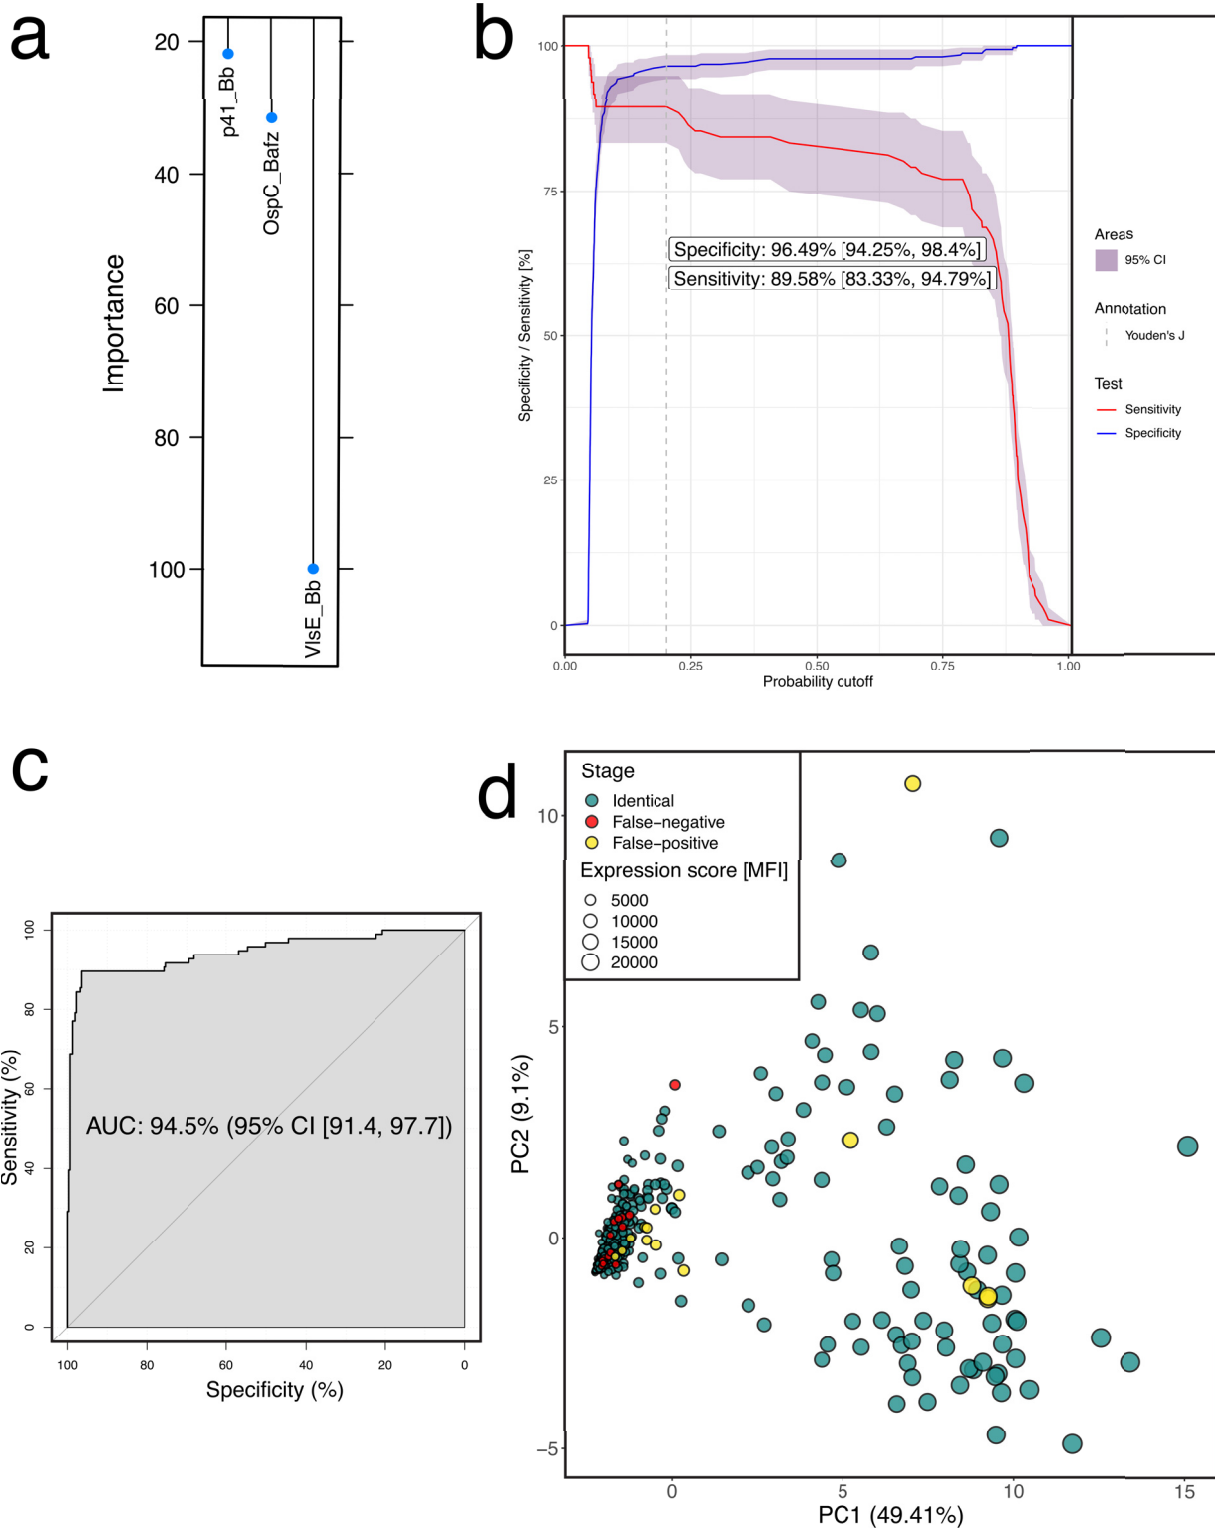 a
20
40
60
80
100
Importance
p41_Bb
OspC_Bafz
VlsE_Bb
b
100
75
50
25
0
Specificity / Sensitivity [%]
Specificity: 96.49% [94.25%, 98.4%]
Sensitivity: 89.58% [83.33%, 94.79%]
0.00 0.25 0.50 0.75 1.00
Probability cutoff
Areas
95% CI
Annotation
Youden's J
Test
Sensitivity
Specificity
c
100
80
60
40
20
0
Sensitivity (%)
AUC: 94.5% (95% CI [91.4, 97.7])
100 80 60 40 20 0
Specificity (%)
d
Stage
Identical
False-negative
False-positive
Expression score [MFI]
5000
10000
15000
20000
10
5
0
-5
PC2 (9.1%)
0 5 10 15
PC1 (49.41%)